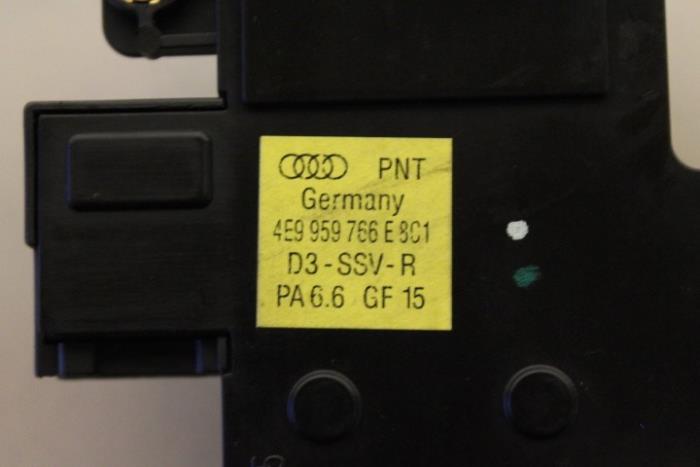 PNT
Germany
4E9 959 766 E 8C1
D3-SSV-R
PA 6.6 GF 15